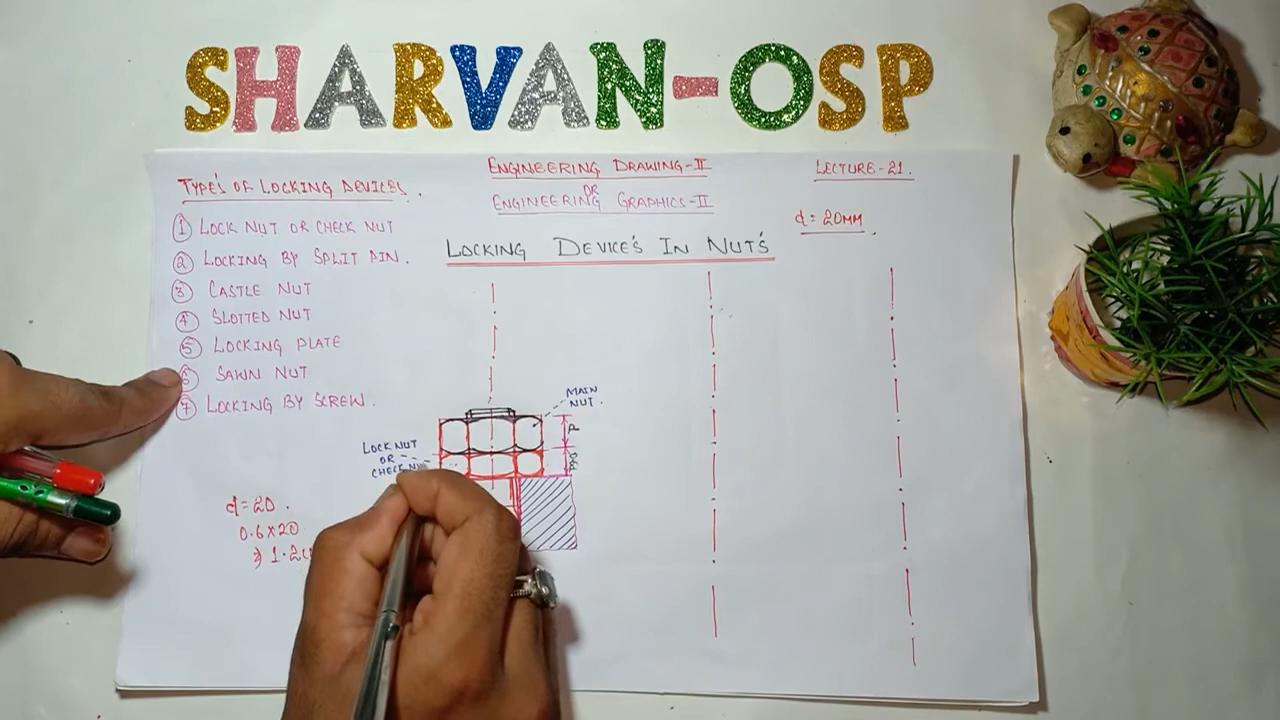 SHARVAN-OSP
ENGINEERING DRAWING-II
OR
ENGINEERING GRAPHICS-II
LECTURE-21.
TYPE'S OF LOCKING DEVICES.
d = 20MM.
LOCKING DEVICE'S IN NUT'S
1 LOCK NUT OR CHECK NUT
2 LOCKING BY SPLIT PIN.
3 CASTLE NUT
4 SLOTTED NUT
5 LOCKING PLATE
6 SAWN NUT
7 LOCKING BY SCREW.
MAIN
NUT.
LOCK NUT
OR
CHECK
d = 20.
0.6×20